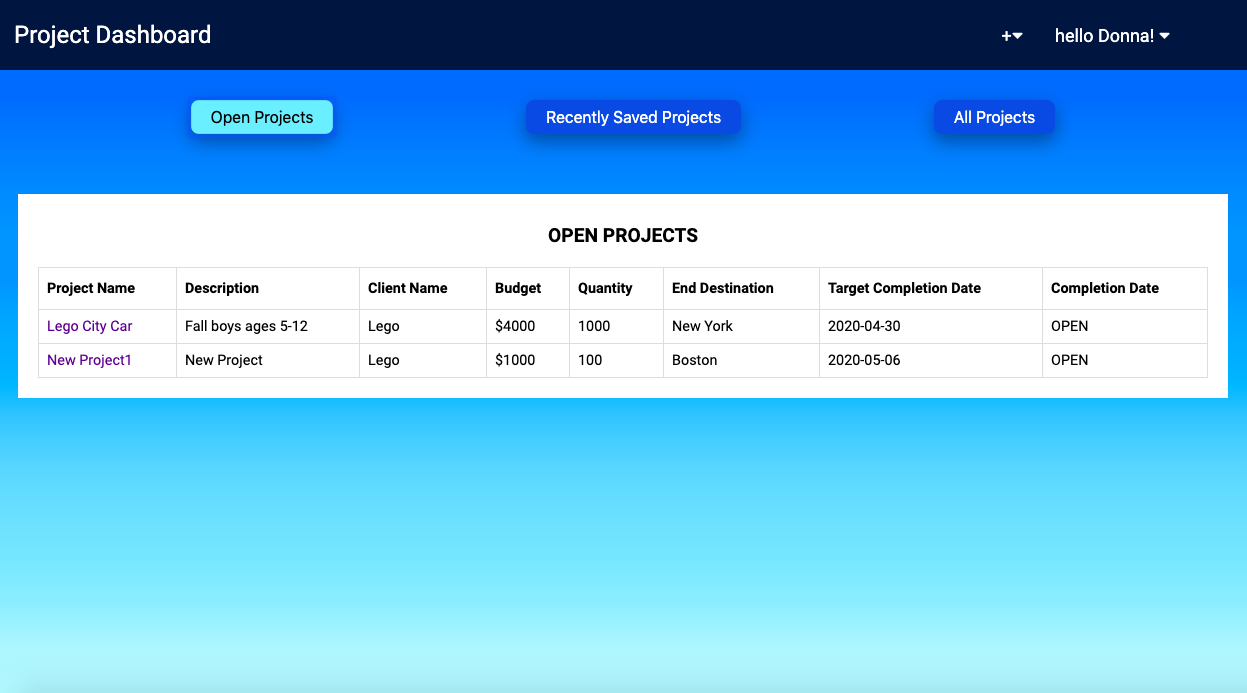 Project Dashboard + hello Donna!
Open Projects Recently Saved Projects All Projects
OPEN PROJECTS
Project Name Description Client Name Budget Quantity End Destination Target Completion Date Completion Date
Lego City Car Fall boys ages 5-12 Lego $4000 1000 New York 2020-04-30 OPEN
New Project1 New Project Lego $1000 100 Boston 2020-05-06 OPEN